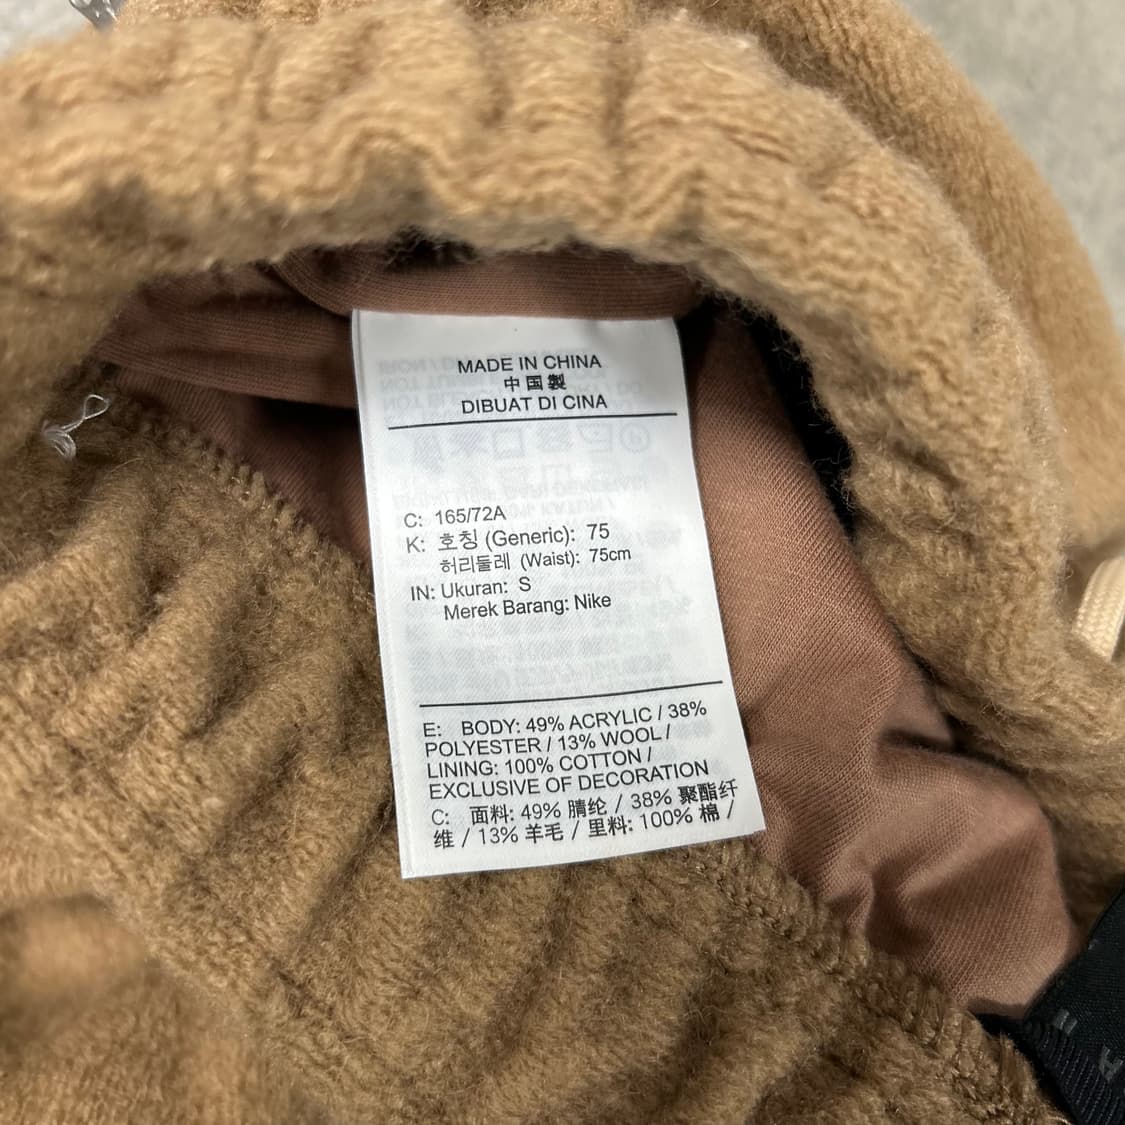 MADE IN CHINA
中国製
DIBUAT DI CINA
C: 165/72A
K: 호칭 (Generic): 75
허리둘레 (Waist): 75cm
IN: Ukuran: S
Merek Barang: Nike
E: BODY: 49% ACRYLIC / 38%
POLYESTER / 13% WOOL /
LINING: 100% COTTON /
EXCLUSIVE OF DECORATION
C: 面料: 49% 腈纶 / 38% 聚酯纤
维 / 13% 羊毛 / 里料: 100% 棉 /